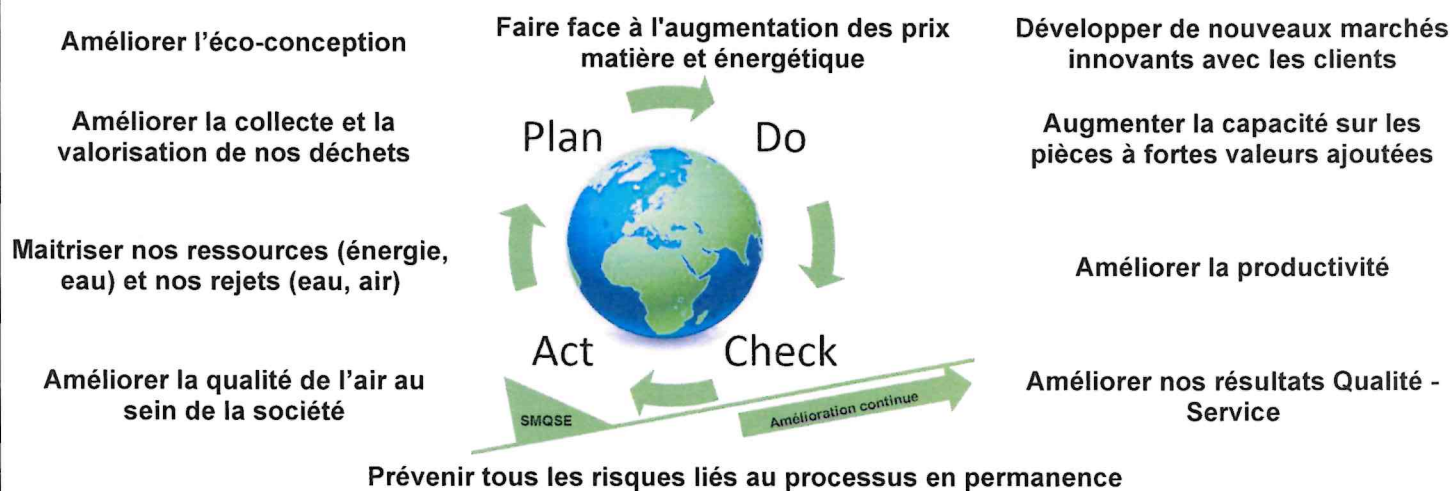 Améliorer l'éco-conception
Améliorer la collecte et la
valorisation de nos déchets
Maitriser nos ressources (énergie,
eau) et nos rejets (eau, air)
Améliorer la qualité de l'air au
sein de la société
Faire face à l'augmentation des prix
matière et énergétique
Plan
Do
Act
Check
SMQSE
Amélioration continue
Développer de nouveaux marchés
innovants avec les clients
Augmenter la capacité sur les
pièces à fortes valeurs ajoutées
Améliorer la productivité
Améliorer nos résultats Qualité -
Service
Prévenir tous les risques liés au processus en permanence